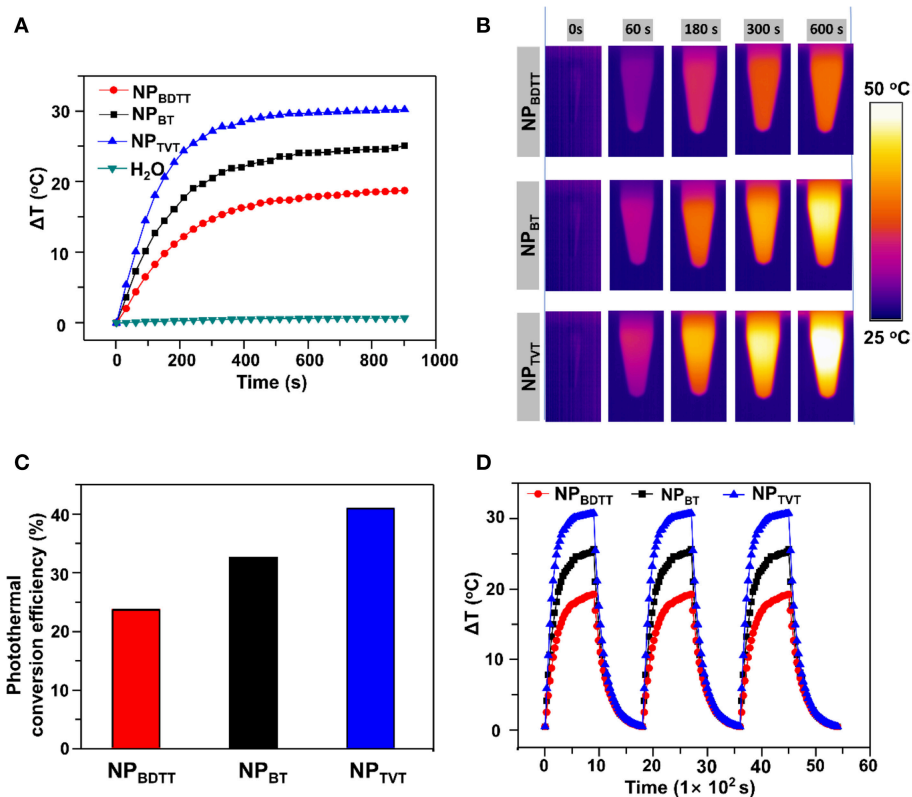 A
NP_BDTT
NP_BT
NP_TVT
H₂O
30
20
10
0
ΔT (°C)
0 200 400 600 800 1000
Time (s)
B
0s 60 s 180 s 300 s 600 s
NP_BDTT
NP_BT
NP_TVT
50 °C
25 °C
C
40
30
20
10
0
Photothermal
conversion efficiency (%)
NP_BDTT NP_BT NP_TVT
D
NP_BDTT NP_BT NP_TVT
30
20
10
0
ΔT (°C)
0 10 20 30 40 50 60
Time (1× 10² s)